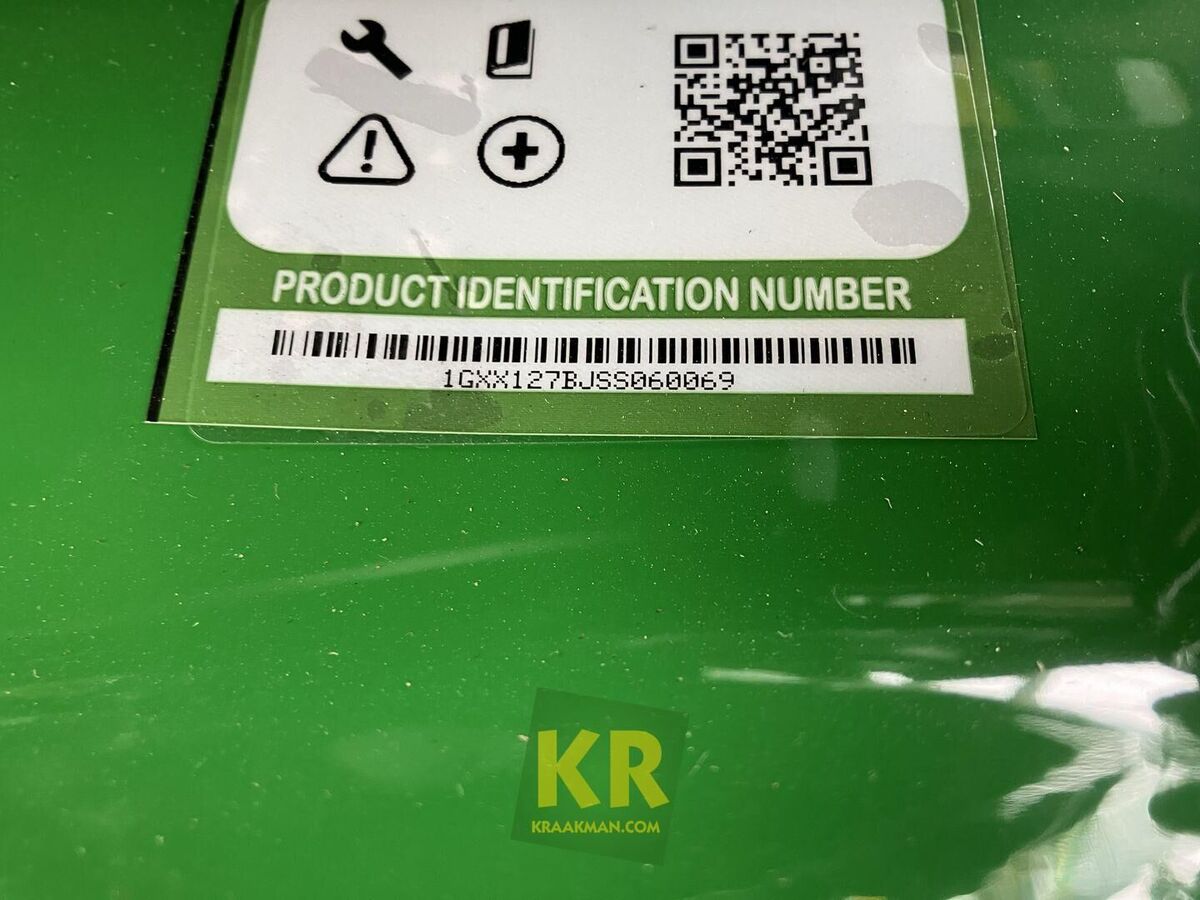 PRODUCT IDENTIFICATION NUMBER
1GXX127BJSS060069
KR
KRAAKMAN.COM